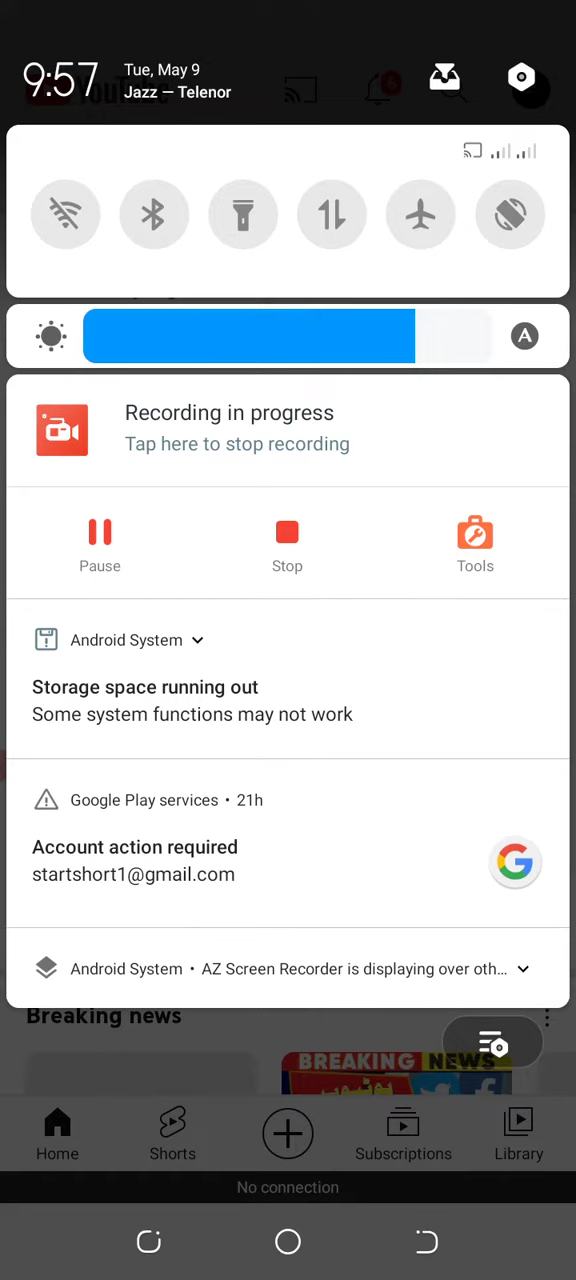 9:57
Tue, May 9
Jazz — Telenor
YouTube
A
Recording in progress
Tap here to stop recording
Pause
Stop
Tools
Android System
Storage space running out
Some system functions may not work
Google Play services • 21h
Account action required
startshort1@gmail.com
G
Android System • AZ Screen Recorder is displaying over oth...
Breaking news
BREAKING NEWS
یوٹیوب
Home
Shorts
Subscriptions
Library
No connection